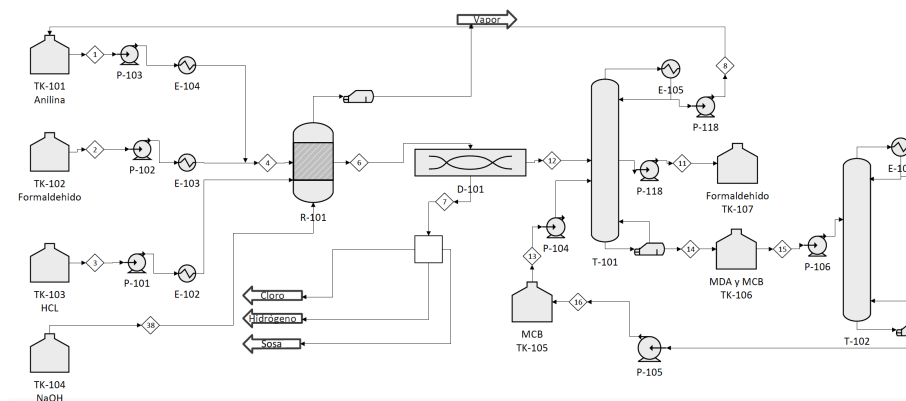 Vapor
1
P-103
E-104
TK-101
Anilina
E-105
8
P-118
2
P-102
E-103
4
6
12
11
P-118
TK-102
Formaldehido
D-101
Formaldehido
TK-107
R-101
7
13
P-104
T-101
14
15
P-106
3
P-101
E-102
MDA y MCB
TK-106
TK-103
HCL
Cloro
Hidrógeno
Sosa
38
16
MCB
TK-105
P-105
T-102
TK-104
NaOH